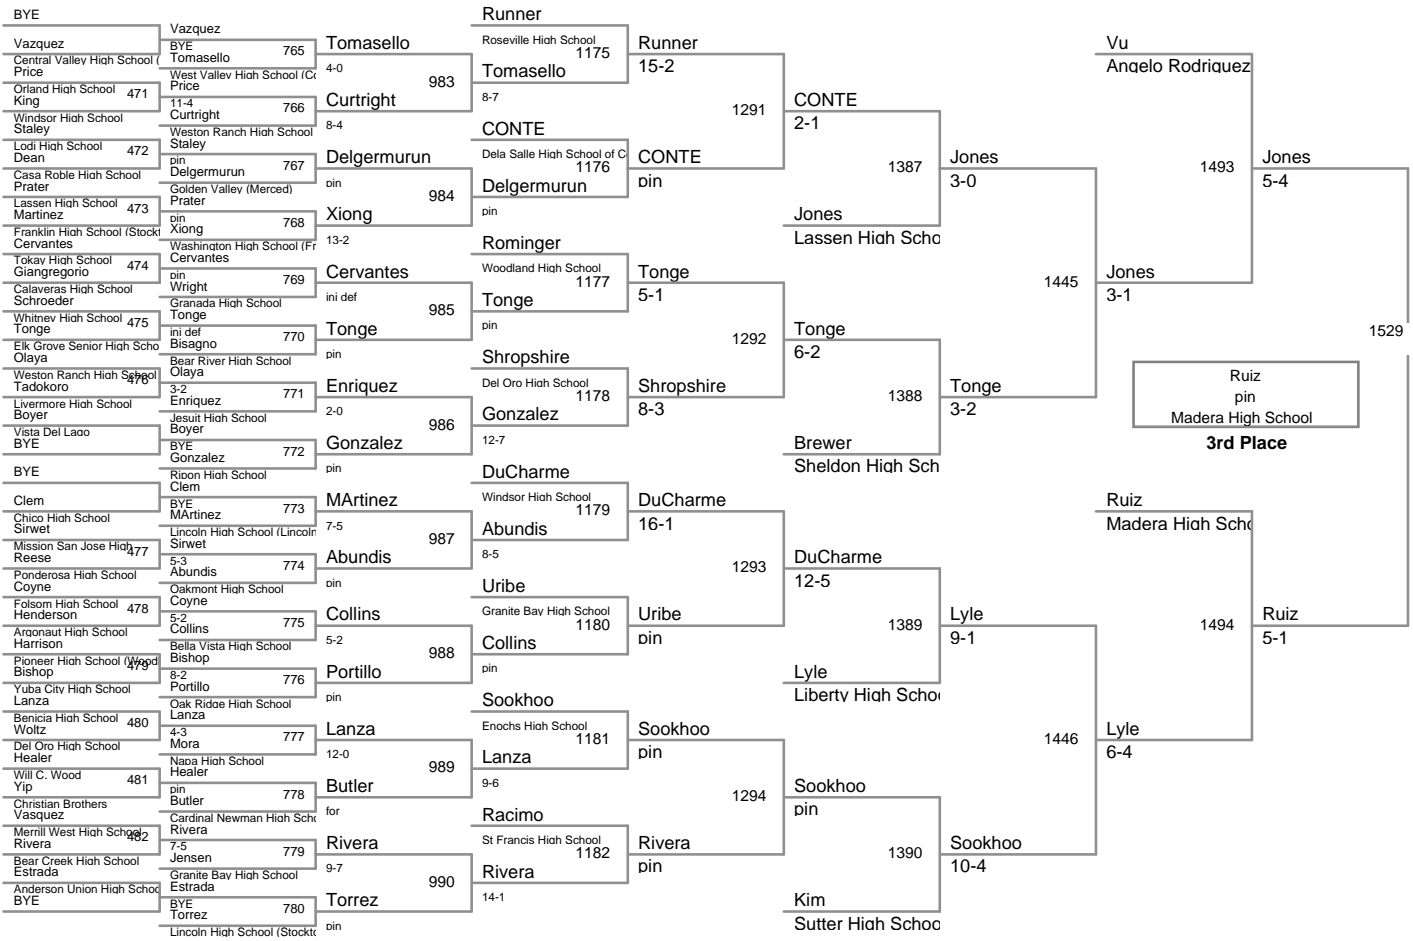 BYE
Vazquez
Central Valley High School (
Price
Orland High School
471
King
Windsor High School
Staley
Lodi High School
472
Dean
Casa Roble High School
Prater
Lassen High School
473
Martinez
Franklin High School (Stockt
Cervantes
Tokay High School
474
Giangregorio
Calaveras High School
Schroeder
Whitney High School
475
Tonge
Elk Grove Senior High Scho
Olaya
Weston Ranch High School
476
Tadokoro
Livermore High School
Boyer
Vista Del Lago
BYE
BYE
Clem
Chico High School
Sirwet
Mission San Jose High
477
Reese
Ponderosa High School
Coyne
Folsom High School
478
Henderson
Argonaut High School
Harrison
Pioneer High School (Wood
479
Bishop
Yuba City High School
Lanza
Benicia High School
480
Woltz
Del Oro High School
Healer
Will C. Wood
481
Yip
Christian Brothers
Vasquez
Merrill West High School
482
Rivera
Bear Creek High School
Estrada
Anderson Union High Schoo
BYE
Vazquez
BYE
765
Tomasello
West Valley High School (Co
Price
11-4
766
Curtright
Weston Ranch High School
Staley
pin
767
Delgermurun
Golden Valley (Merced)
Prater
pin
768
Xiong
Washington High School (Fr
Cervantes
pin
769
Wright
Granada High School
Tonge
ini def
770
Bisagno
Bear River High School
Olaya
3-2
771
Enriquez
Jesuit High School
Boyer
BYE
772
Gonzalez
Ripon High School
Clem
BYE
773
MArtinez
Lincoln High School (Lincoln
Sirwet
5-3
774
Abundis
Oakmont High School
Coyne
5-2
775
Collins
Bella Vista High School
Bishop
8-2
776
Portillo
Oak Ridge High School
Lanza
4-3
777
Mora
Napa High School
Healer
pin
778
Butler
Cardinal Newman High Scho
Rivera
7-5
779
Jensen
Granite Bay High School
Estrada
BYE
780
Torrez
Lincoln High School (Stockto
Tomasello
4-0
983
Curtright
8-4
Delgermurun
pin
984
Xiong
13-2
Cervantes
ini def
985
Tonge
pin
Enriquez
2-0
986
Gonzalez
pin
MArtinez
7-5
987
Abundis
pin
Collins
5-2
988
Portillo
pin
Lanza
12-0
989
Butler
for
Rivera
9-7
990
Torrez
pin
Runner
Roseville High School
1175
Tomasello
8-7
CONTE
Dela Salle High School of C
1176
Delgermurun
pin
Rominger
Woodland High School
1177
Tonge
pin
Shropshire
Del Oro High School
1178
Gonzalez
12-7
DuCharme
Windsor High School
1179
Abundis
8-5
Uribe
Granite Bay High School
1180
Collins
pin
Sookhoo
Enochs High School
1181
Lanza
9-6
Racimo
St Francis High School
1182
Rivera
14-1
Runner
15-2
1291
CONTE
pin
Tonge
5-1
1292
Shropshire
8-3
DuCharme
16-1
1293
Uribe
pin
Sookhoo
pin
1294
Rivera
pin
CONTE
2-1
1387
Jones
Lassen High Scho
Tonge
6-2
1388
Brewer
Sheldon High Sch
DuCharme
12-5
1389
Lyle
Liberty High Schoo
Sookhoo
pin
1390
Kim
Sutter High Schoo
Jones
3-0
1445
Tonge
3-2
Lyle
9-1
1446
Sookhoo
10-4
Vu
Angelo Rodriguez
1493
Jones
3-1
Ruiz
Madera High Scho
1494
Lyle
6-4
Jones
5-4
1529
Ruiz
5-1
Ruiz
pin
Madera High School
3rd Place